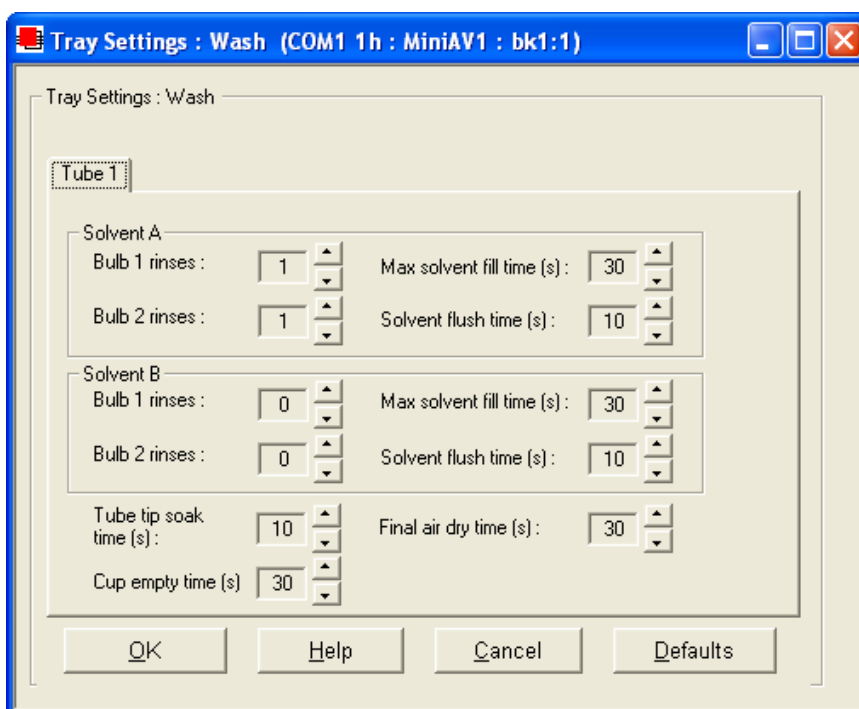 Tray Settings : Wash (COM1 1h : MiniAV1 : bk1:1)
Tray Settings : Wash
Tube 1
Solvent A
Bulb 1 rinses : 1 Max solvent fill time (s) : 30
Bulb 2 rinses : 1 Solvent flush time (s) : 10
Solvent B
Bulb 1 rinses : 0 Max solvent fill time (s) : 30
Bulb 2 rinses : 0 Solvent flush time (s) : 10
Tube tip soak
time (s) : 10 Final air dry time (s) : 30
Cup empty time (s) 30
OK Help Cancel Defaults